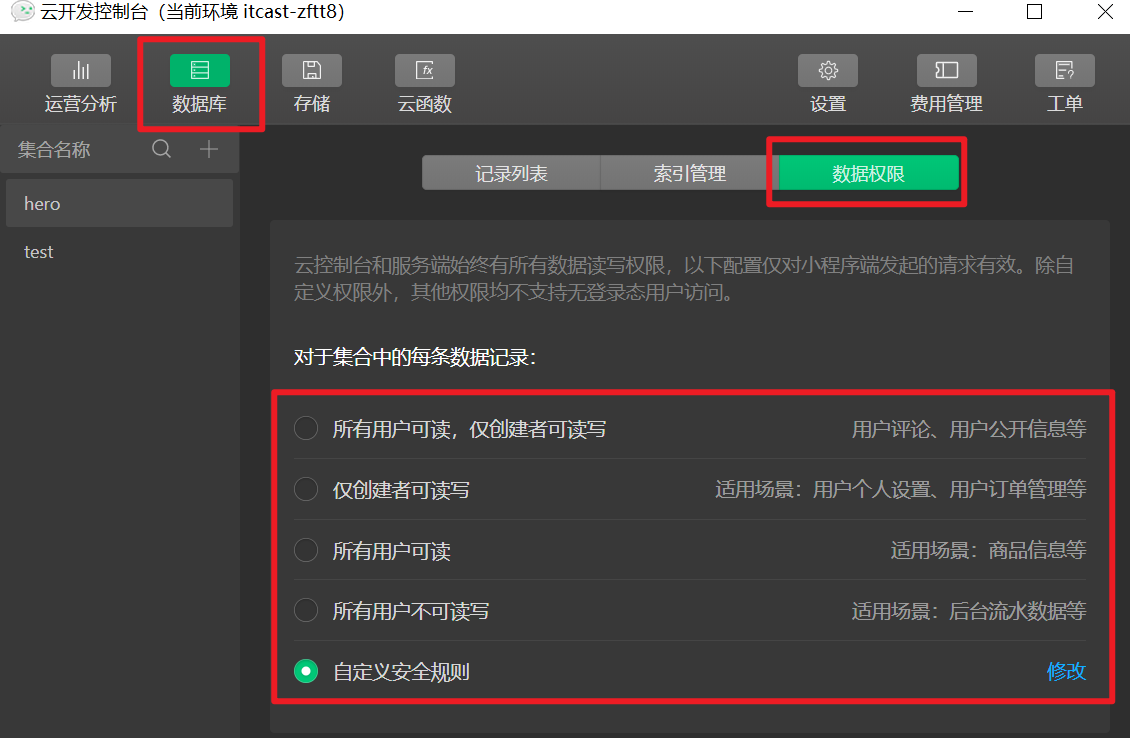 云开发控制台（当前环境 itcast-zftt8）
运营分析
数据库
存储
云函数
设置
费用管理
工单
集合名称
hero
test
记录列表
索引管理
数据权限
云控制台和服务端始终有所有数据读写权限，以下配置仅对小程序端发起的请求有效。除自
定义权限外，其他权限均不支持无登录态用户访问。
对于集合中的每条数据记录：
所有用户可读，仅创建者可读写 用户评论、用户公开信息等
仅创建者可读写 适用场景：用户个人设置、用户订单管理等
所有用户可读 适用场景：商品信息等
所有用户不可读写 适用场景：后台流水数据等
自定义安全规则 修改